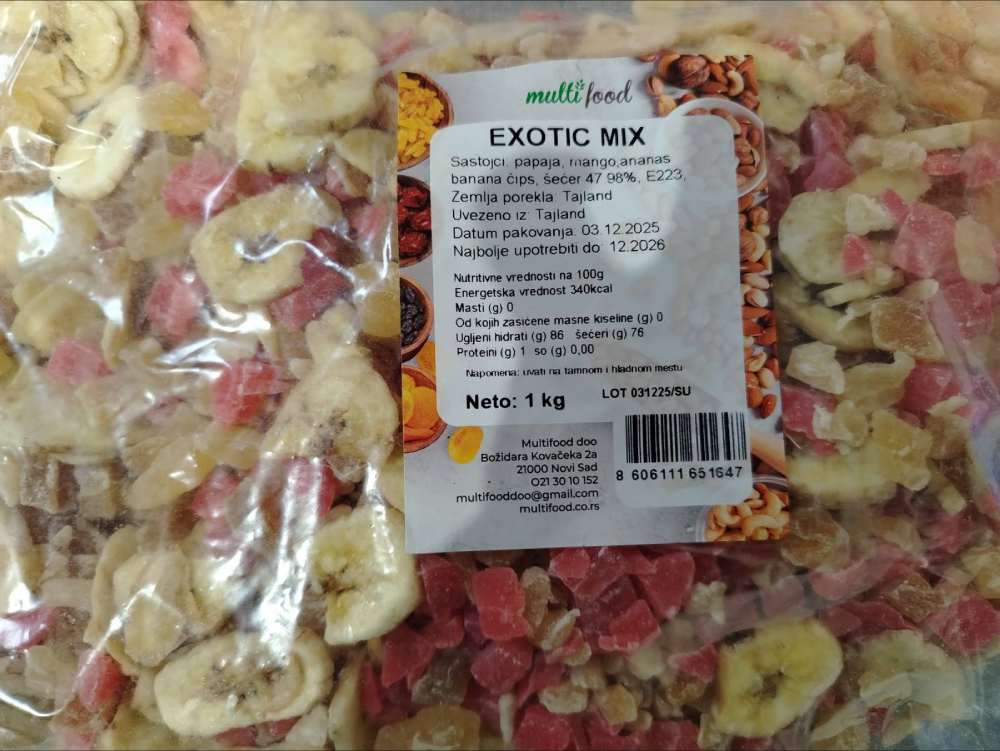 multi food
EXOTIC MIX
Sastojci: papaja, mango,ananas
banana čips, šećer 47 98%, E223,
Zemlja porekla: Tajland
Uvezeno iz: Tajland
Datum pakovanja: 03.12.2025
Najbolje upotrebiti do: 12.2026
Nutritivne vrednosti na 100g
Energetska vrednost 340kcal
Masti (g) 0
Od kojih zasićene masne kiseline (g) 0
Ugljeni hidrati (g) 86 šećeri (g) 76
Proteini (g) 1 so (g) 0,00
Napomena: uvati na tamnom i hladnom mestu
Neto: 1 kg
LOT 031225/SU
Multifood doo
Božidara Kovačeka 2a
21000 Novi Sad
021 30 10 152
multifooddoo@gmail.com
multifood.co.rs
8 606111 651647